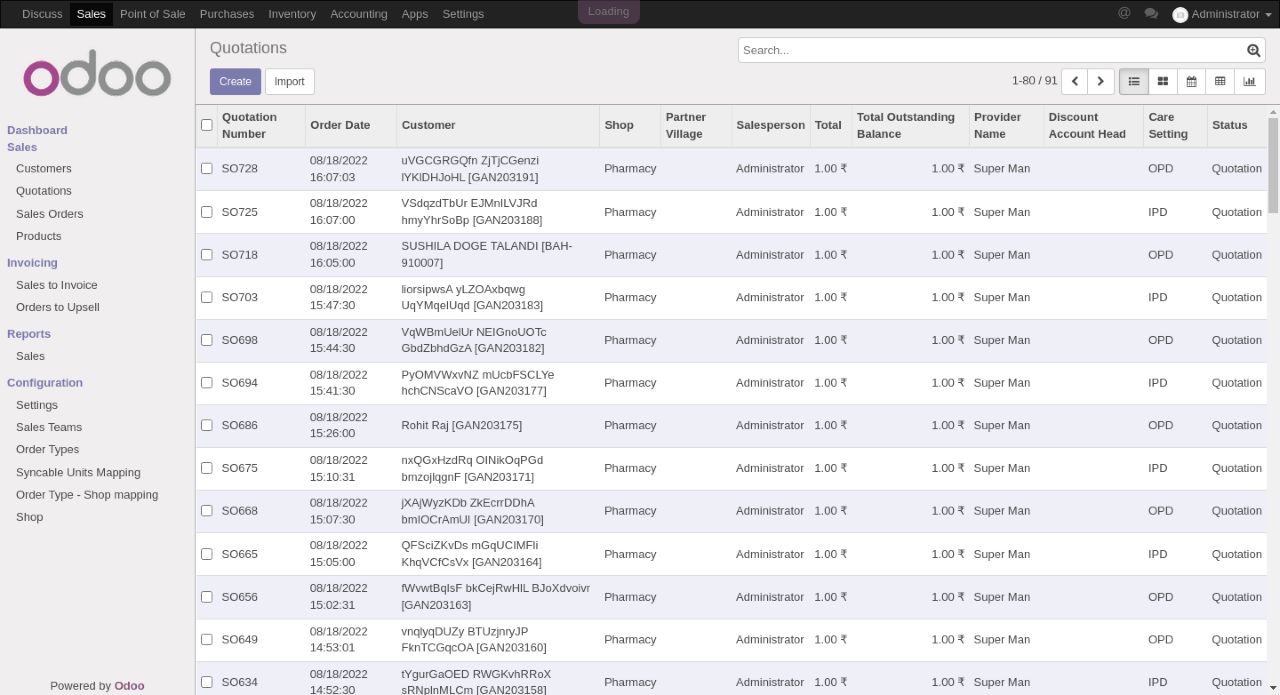 Discuss Sales Point of Sale Purchases Inventory Accounting Apps Settings Loading @ Administrator
odoo
Quotations
Search...
Create Import
1-80 / 91
Dashboard
Sales
Customers
Quotations
Sales Orders
Products
Invoicing
Sales to Invoice
Orders to Upsell
Reports
Sales
Configuration
Settings
Sales Teams
Order Types
Syncable Units Mapping
Order Type - Shop mapping
Shop
Powered by Odoo
Quotation Number Order Date Customer Shop Partner Village Salesperson Total Total Outstanding Balance Provider Name Discount Account Head Care Setting Status
SO728 08/18/2022 16:07:03 uVGCGRGQfn ZjTjCGenzi lYKlDHJoHL [GAN203191] Pharmacy Administrator 1.00 ₹ 1.00 ₹ Super Man OPD Quotation
SO725 08/18/2022 16:07:00 VSdqzdTbUr EJMnlLVJRd hmyYhrSoBp [GAN203188] Pharmacy Administrator 1.00 ₹ 1.00 ₹ Super Man IPD Quotation
SO718 08/18/2022 16:05:00 SUSHILA DOGE TALANDI [BAH-910007] Pharmacy Administrator 1.00 ₹ 1.00 ₹ Super Man OPD Quotation
SO703 08/18/2022 15:47:30 liorsipwsA yLZOAxbqwg UqYMqelUqd [GAN203183] Pharmacy Administrator 1.00 ₹ 1.00 ₹ Super Man IPD Quotation
SO698 08/18/2022 15:44:30 VqWBmUelUr NEIGnoUOTc GbdZbhdGzA [GAN203182] Pharmacy Administrator 1.00 ₹ 1.00 ₹ Super Man OPD Quotation
SO694 08/18/2022 15:41:30 PyOMVWxvNZ mUcbFSCLYe hchCNScaVO [GAN203177] Pharmacy Administrator 1.00 ₹ 1.00 ₹ Super Man IPD Quotation
SO686 08/18/2022 15:26:00 Rohit Raj [GAN203175] Pharmacy Administrator 1.00 ₹ 1.00 ₹ Super Man OPD Quotation
SO675 08/18/2022 15:10:31 nxQGxHzdRq OINikOqPGd bmzojIqgnF [GAN203171] Pharmacy Administrator 1.00 ₹ 1.00 ₹ Super Man IPD Quotation
SO668 08/18/2022 15:07:30 jXAjWyzKDb ZkEcrrDDhA bmIOCrAmUI [GAN203170] Pharmacy Administrator 1.00 ₹ 1.00 ₹ Super Man OPD Quotation
SO665 08/18/2022 15:05:00 QFSciZKvDs mGqUCIMFli KhqVCfCsVx [GAN203164] Pharmacy Administrator 1.00 ₹ 1.00 ₹ Super Man IPD Quotation
SO656 08/18/2022 15:02:31 fWvwtBqIsF bkCejRwHIL BJoXdvoivr [GAN203163] Pharmacy Administrator 1.00 ₹ 1.00 ₹ Super Man OPD Quotation
SO649 08/18/2022 14:53:01 vnqlyqDUZy BTUzjnryJP FknTCGqcOA [GAN203160] Pharmacy Administrator 1.00 ₹ 1.00 ₹ Super Man OPD Quotation
SO634 08/18/2022 14:52:30 tYgurGaOED RWGKvhRRoX sRNpInMLCm [GAN203158] Pharmacy Administrator 1.00 ₹ 1.00 ₹ Super Man IPD Quotation